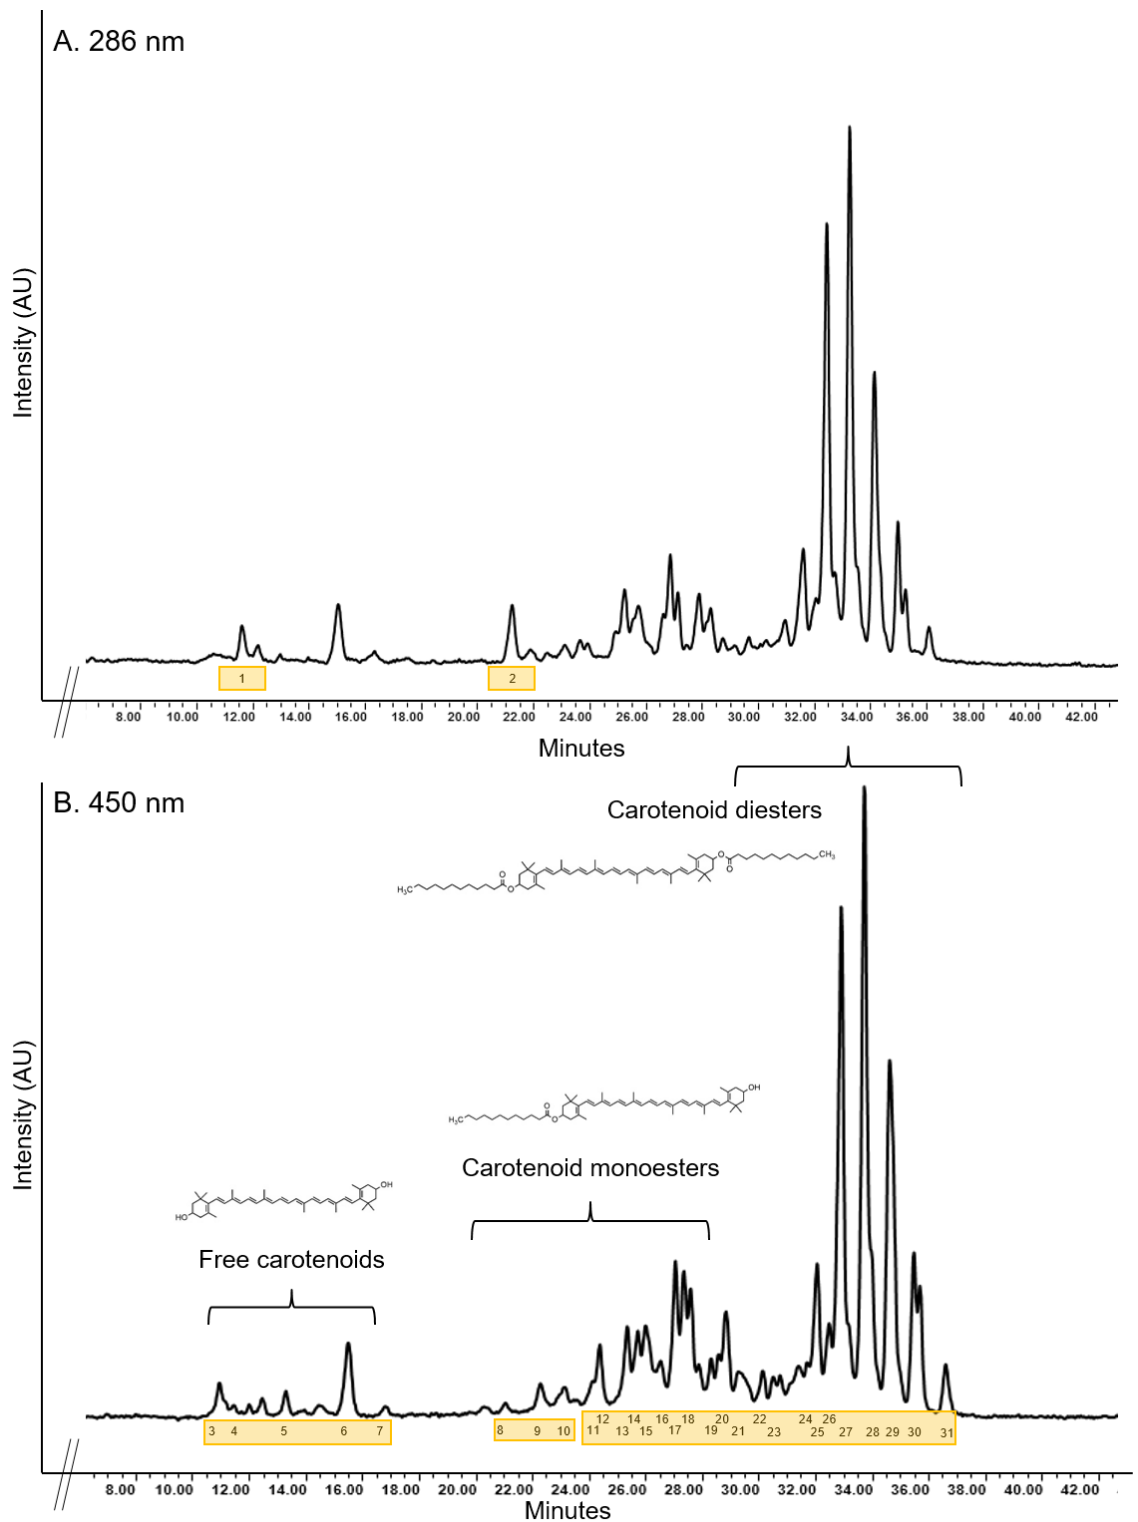 A. 286 nm
Intensity (AU)
1
2
8.00 10.00 12.00 14.00 16.00 18.00 20.00 22.00 24.00 26.00 28.00 30.00 32.00 34.00 36.00 38.00 40.00 42.00
Minutes
B. 450 nm
Carotenoid diesters
H₃C O O O O CH₃
Intensity (AU)
H₃C O O OH
Carotenoid monoesters
HO OH
Free carotenoids
12 14 16 18 20 22 24 26
3 4 5 6 7 8 9 10 11 13 15 17 19 21 23 25 27 28 29 30 31
8.00 10.00 12.00 14.00 16.00 18.00 20.00 22.00 24.00 26.00 28.00 30.00 32.00 34.00 36.00 38.00 40.00 42.00
Minutes